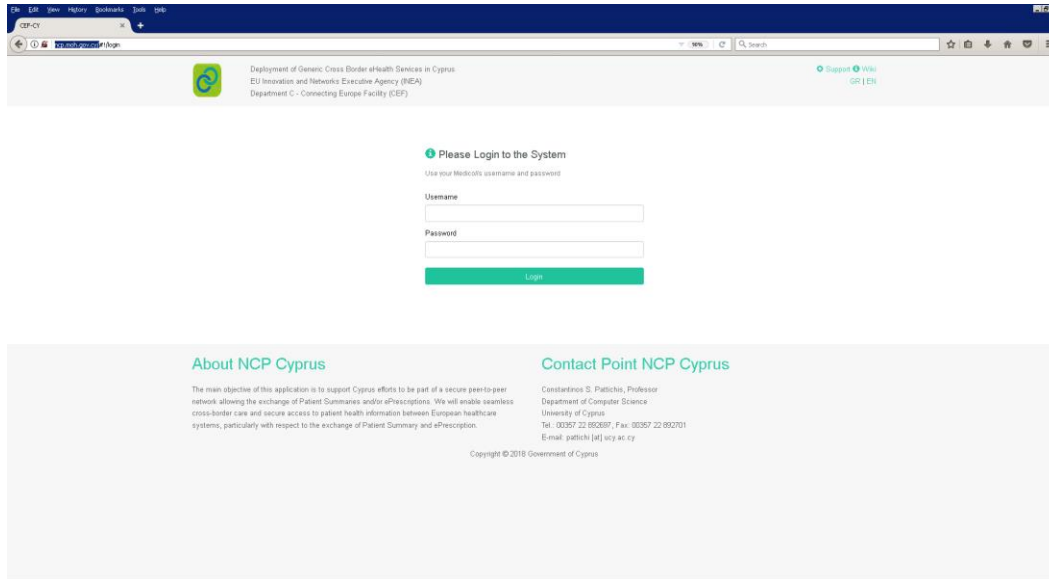 File Edit View History Bookmarks Tools Help
CEF-CY
ncp.moh.gov.cy/#!/login
90%
Search
Deployment of Generic Cross Border eHealth Services in Cyprus
EU Innovation and Networks Executive Agency (INEA)
Department C - Connecting Europe Facility (CEF)
Support Wiki
GR | EN
Please Login to the System
Use your Medico/is username and password
Username
Password
Login
About NCP Cyprus
The main objective of this application is to support Cyprus efforts to be part of a secure peer-to-peer
network allowing the exchange of Patient Summaries and/or ePrescriptions. We will enable seamless
cross-border care and secure access to patient health information between European healthcare
systems, particularly with respect to the exchange of Patient Summary and ePrescription.
Contact Point NCP Cyprus
Constantinos S. Pattichis, Professor
Department of Computer Science
University of Cyprus
Tel.: 00357 22 892697, Fax: 00357 22 892701
E-mail: pattichi [at] ucy.ac.cy
Copyright © 2018 Government of Cyprus